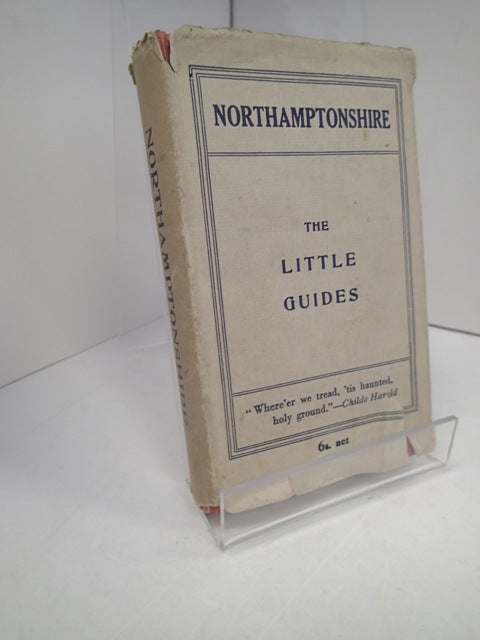 NORTHAMPTONSHIRE
NORTHAMPTONSHIRE
THE
LITTLE
GUIDES
"Where'er we tread, 'tis haunted,
holy ground."—Childe Harold
6s. net